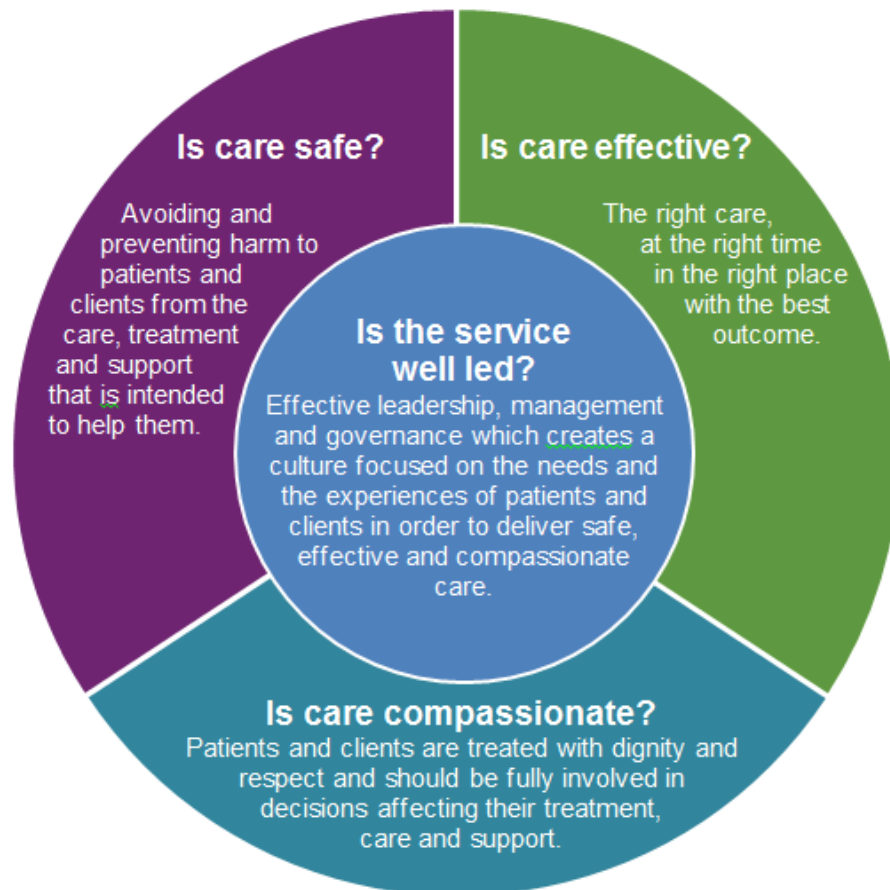 Is care safe?
Avoiding and
preventing harm to
patients and
clients from the
care, treatment
and support
that is intended
to help them.
Is care effective?
The right care,
at the right time
in the right place
with the best
outcome.
Is the service
well led?
Effective leadership, management
and governance which creates a
culture focused on the needs and
the experiences of patients and
clients in order to deliver safe,
effective and compassionate
care.
Is care compassionate?
Patients and clients are treated with dignity and
respect and should be fully involved in
decisions affecting their treatment,
care and support.